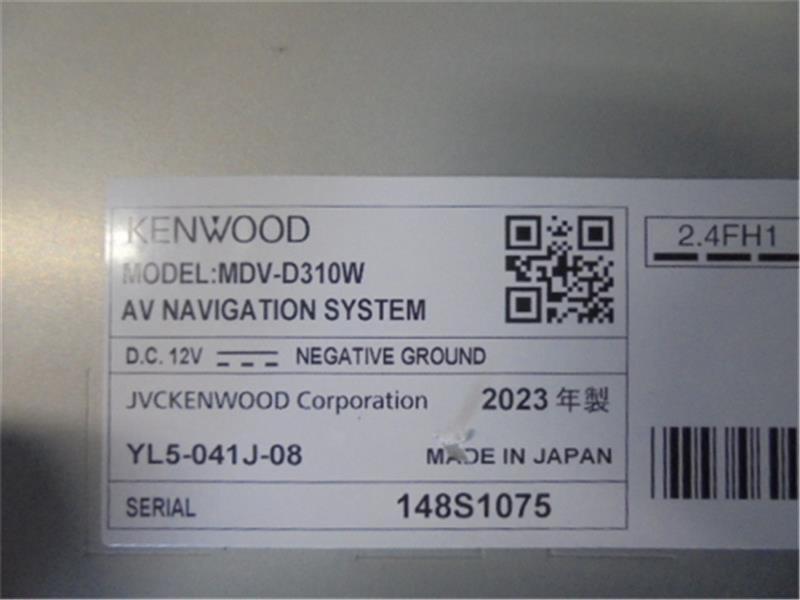 KENWOOD
MODEL:MDV-D310W
AV NAVIGATION SYSTEM
2.4FH1
D.C. 12V NEGATIVE GROUND
JVCKENWOOD Corporation 2023 年製
YL5-041J-08 MADE IN JAPAN
SERIAL 148S1075